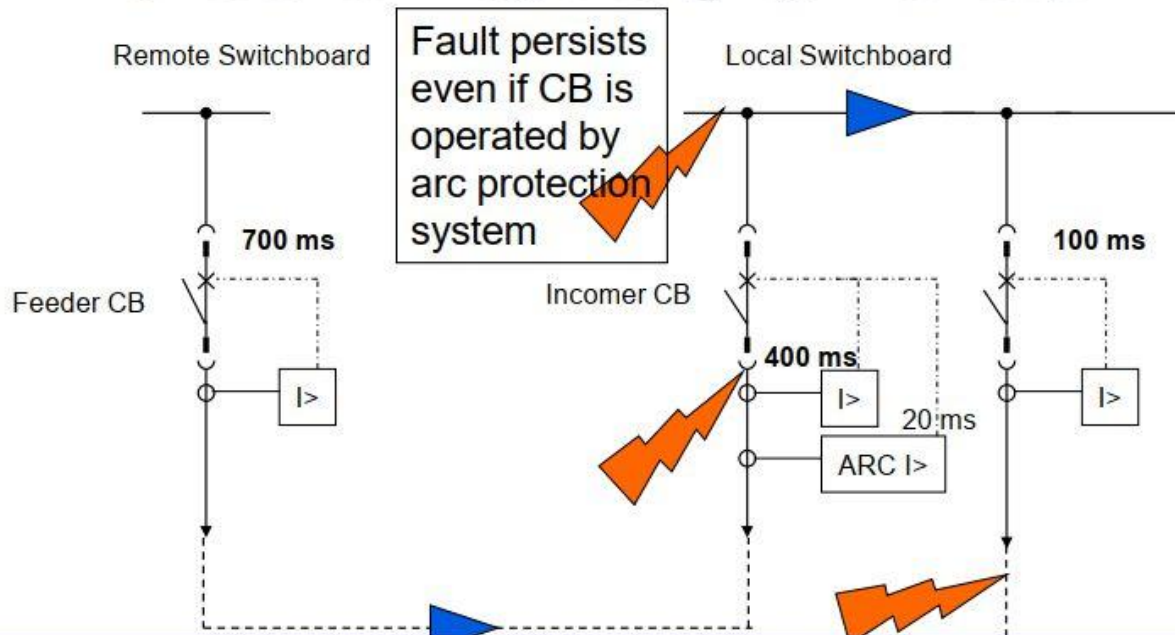 Remote Switchboard
Fault persists
even if CB is
operated by
arc protection
system
Local Switchboard
700 ms
100 ms
Feeder CB
Incomer CB
400 ms
I>
I>
I>
20 ms
ARC I>